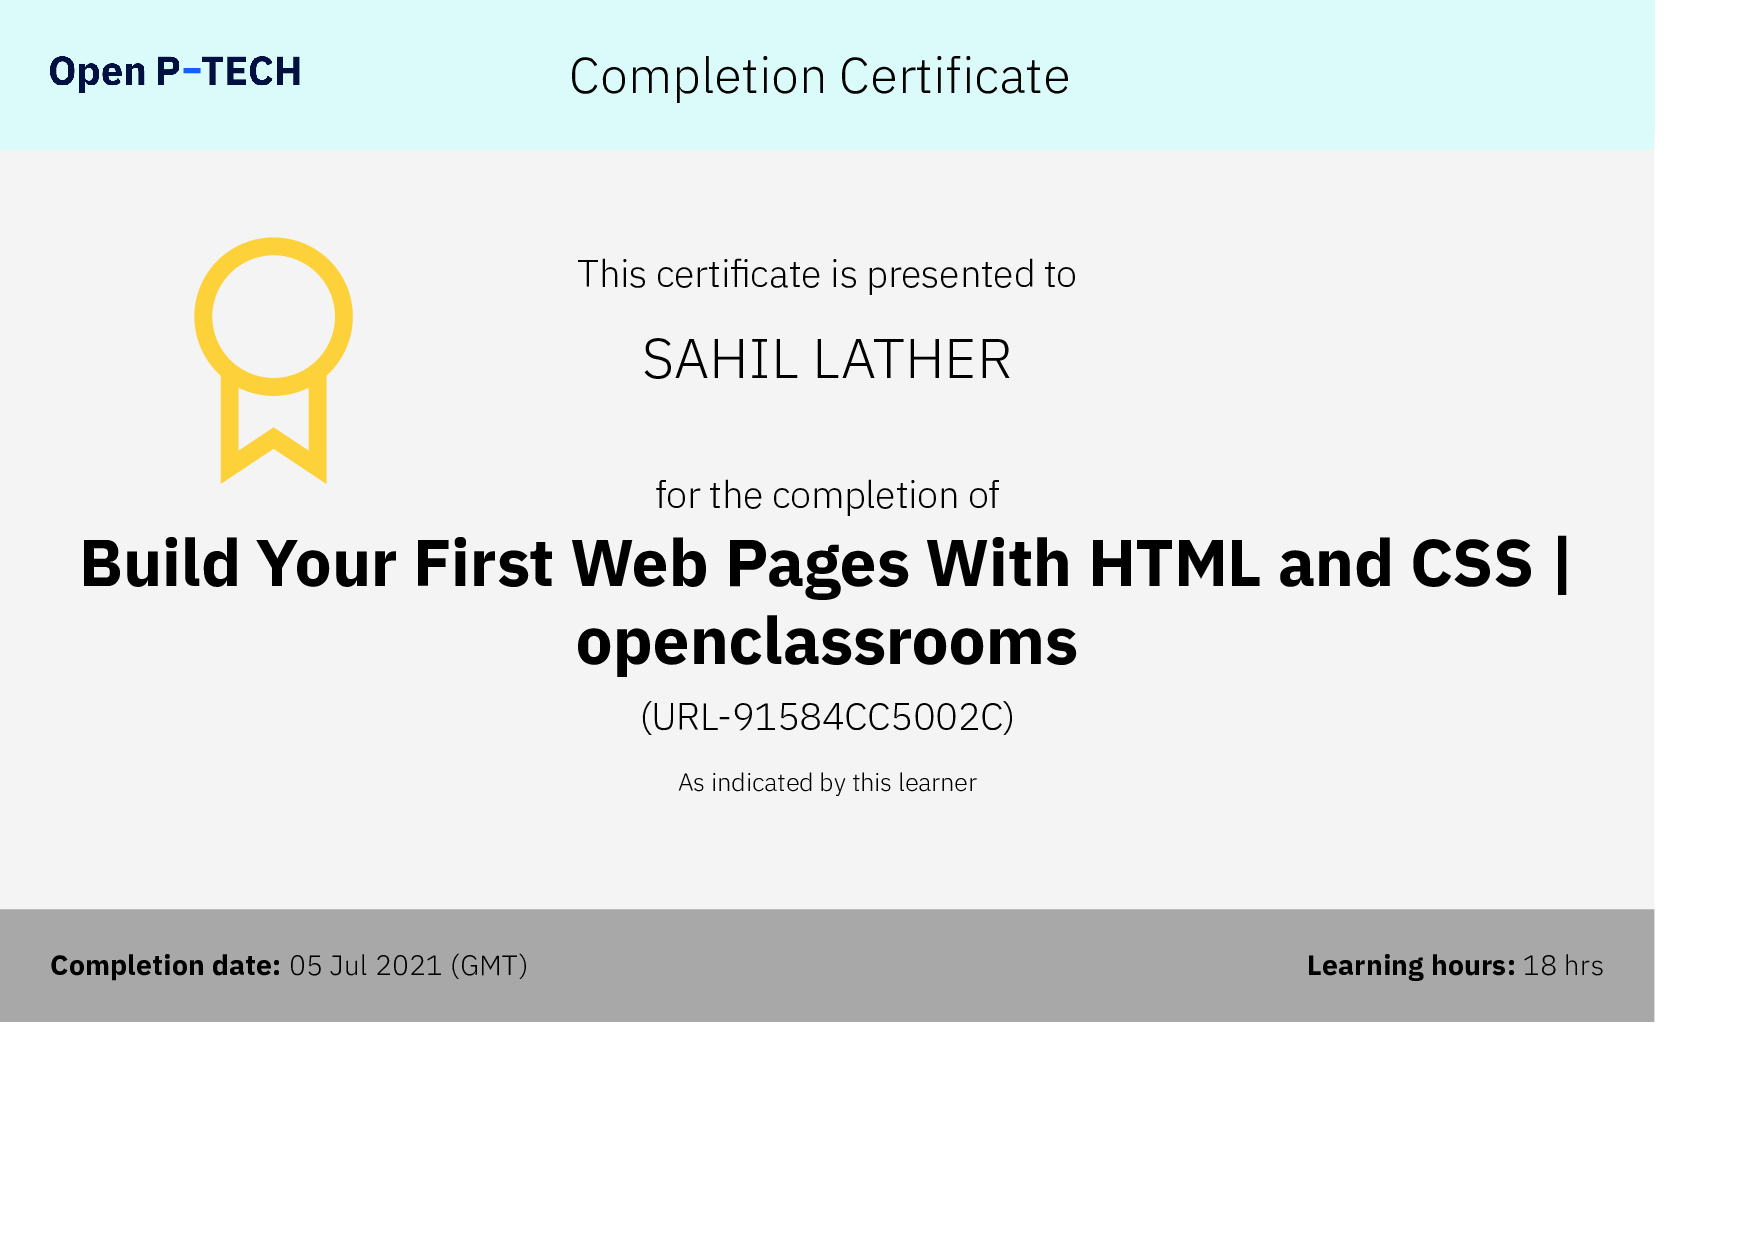 Open P-TECH
Completion Certificate
This certificate is presented to
SAHIL LATHER
for the completion of
Build Your First Web Pages With HTML and CSS |
openclassrooms
(URL-91584CC5002C)
As indicated by this learner
Completion date: 05 Jul 2021 (GMT)
Learning hours: 18 hrs